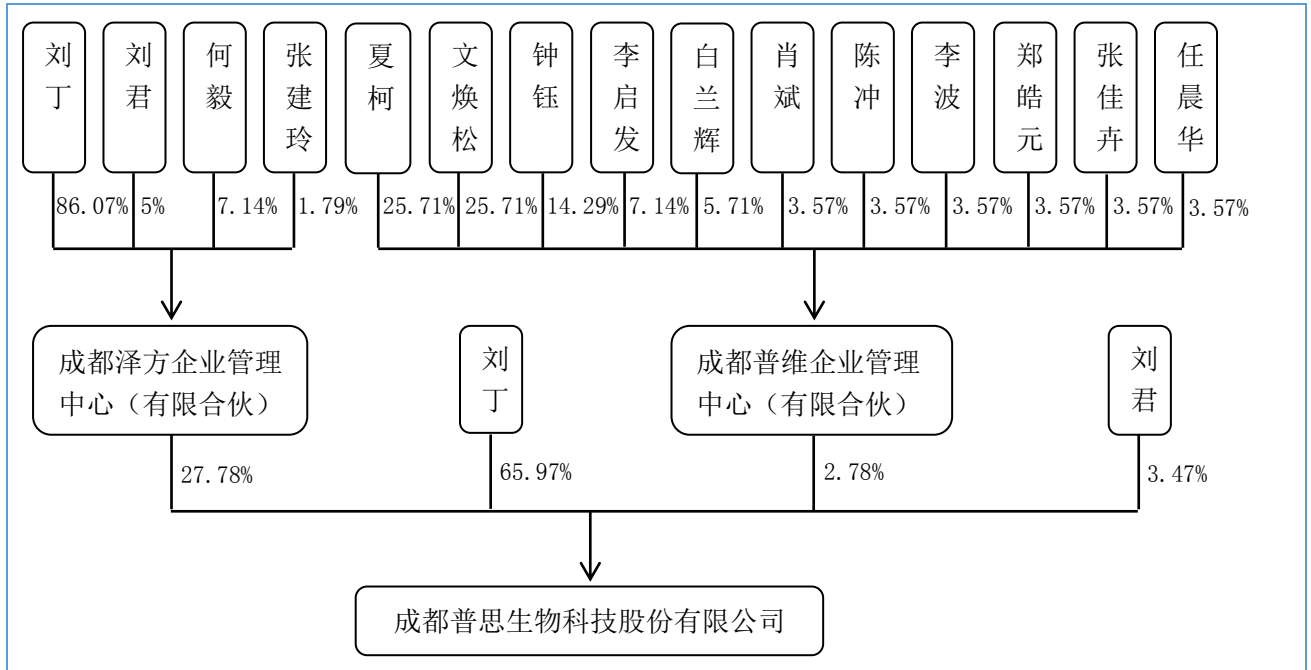 刘丁
刘君
何毅
张建玲
夏柯
文焕松
钟钰
李启发
白兰辉
肖斌
陈冲
李波
郑皓元
张佳卉
任晨华
86.07%
5%
7.14%
1.79%
25.71%
25.71%
14.29%
7.14%
5.71%
3.57%
3.57%
3.57%
3.57%
3.57%
3.57%
成都泽方企业管理
中心（有限合伙）
刘丁
成都普维企业管理
中心（有限合伙）
刘君
27.78%
65.97%
2.78%
3.47%
成都普思生物科技股份有限公司